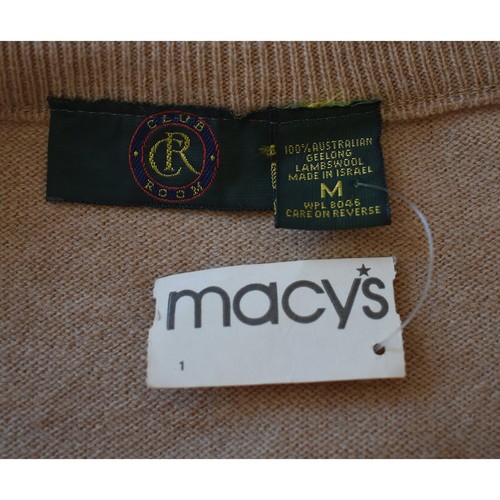 CLUB
CR
ROOM
100% AUSTRALIAN
GEELONG
LAMBSWOOL
MADE IN ISRAEL
M
WPL 8046
CARE ON REVERSE
macy's
1